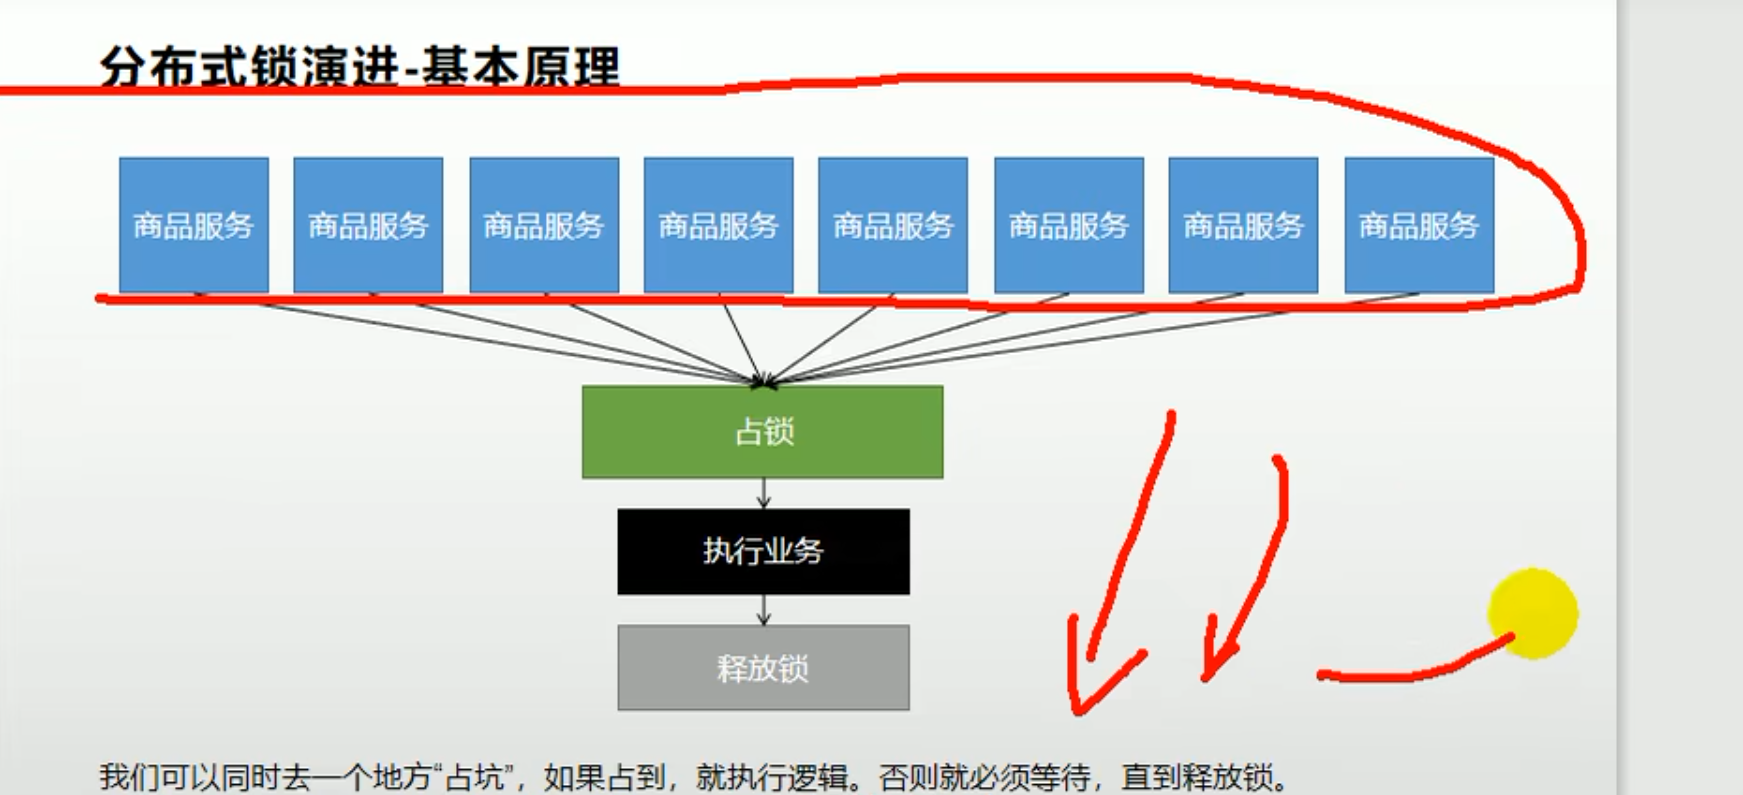 分布式锁演进-基本原理
商品服务 商品服务 商品服务 商品服务 商品服务 商品服务 商品服务 商品服务
占锁
执行业务
释放锁
我们可以同时去一个地方“占坑”，如果占到，就执行逻辑。否则就必须等待，直到释放锁。